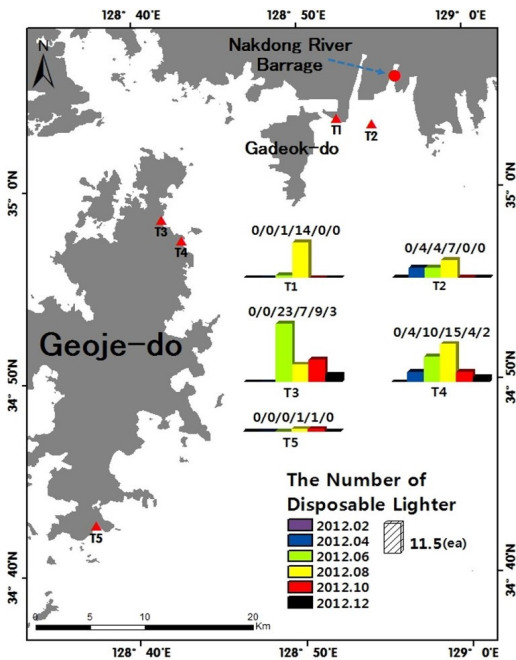 128° 40'E
128° 50'E
129° 0'E
N
Nakdong River
Barrage
T1
T2
Gadeok-do
35° 0'N
35° 0'N
T3
T4
0/0/1/14/0/0
T1
0/4/4/7/0/0
T2
0/0/23/7/9/3
T3
0/4/10/15/4/2
T4
Geoje-do
34° 50'N
34° 50'N
0/0/0/1/1/0
T5
The Number of
Disposable Lighter
2012.02
2012.04
2012.06
2012.08
2012.10
2012.12
11.5(ea)
T5
34° 40'N
34° 40'N
0 5 10 20
Km
128° 40'E
128° 50'E
129° 0'E